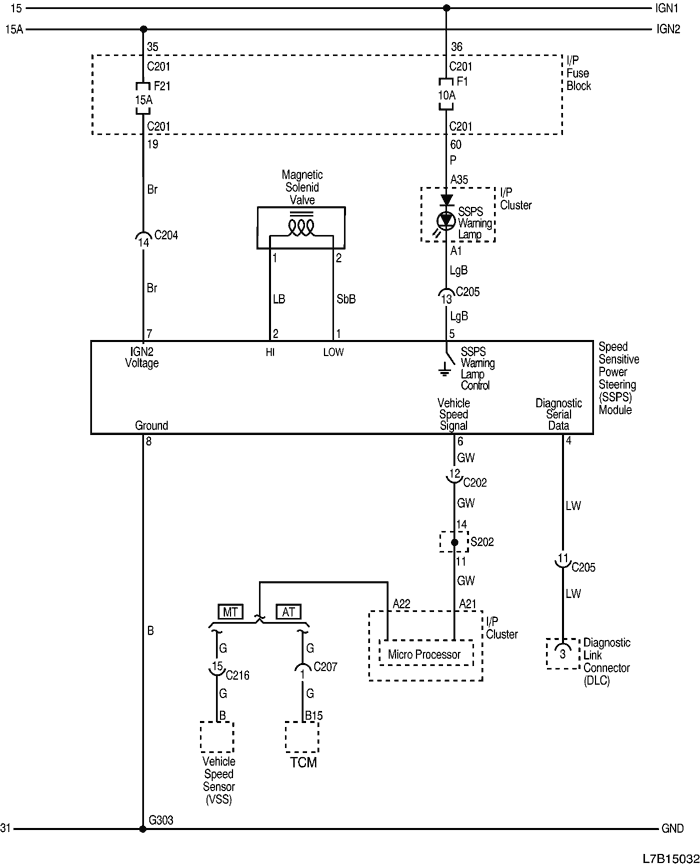 15
IGN1
15A
IGN2
35
36
C201
C201
I/P
Fuse
Block
F21
15A
F1
10A
C201
C201
19
60
P
Br
Magnetic
Solenid
Valve
A35
I/P
Cluster
SSPS
Warning
Lamp
14
C204
1
2
A1
LgB
Br
LB
SbB
13
C205
LgB
7
2
1
5
IGN2
Voltage
HI
LOW
SSPS
Warning
Lamp
Control
Speed
Sensitive
Power
Steering
(SSPS)
Module
Vehicle
Speed
Signal
Diagnostic
Serial
Data
Ground
8
6
4
GW
12
C202
GW
LW
14
S202
11
11
C205
GW
LW
MT
AT
A22
A21
I/P
Cluster
B
G
G
Micro Processor
3
Diagnostic
Link
Connector
(DLC)
15
C216
1
C207
G
G
B
B15
Vehicle
Speed
Sensor
(VSS)
TCM
G303
31
GND
L7B15032